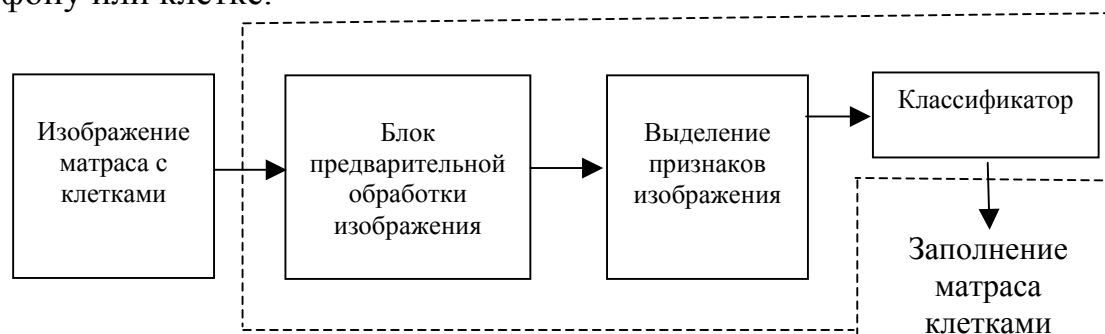 фону или клетке.
Изображение
матраса с
клетками
Блок
предварительной
обработки
изображения
Выделение
признаков
изображения
Классификатор
Заполнение
матраса
клетками